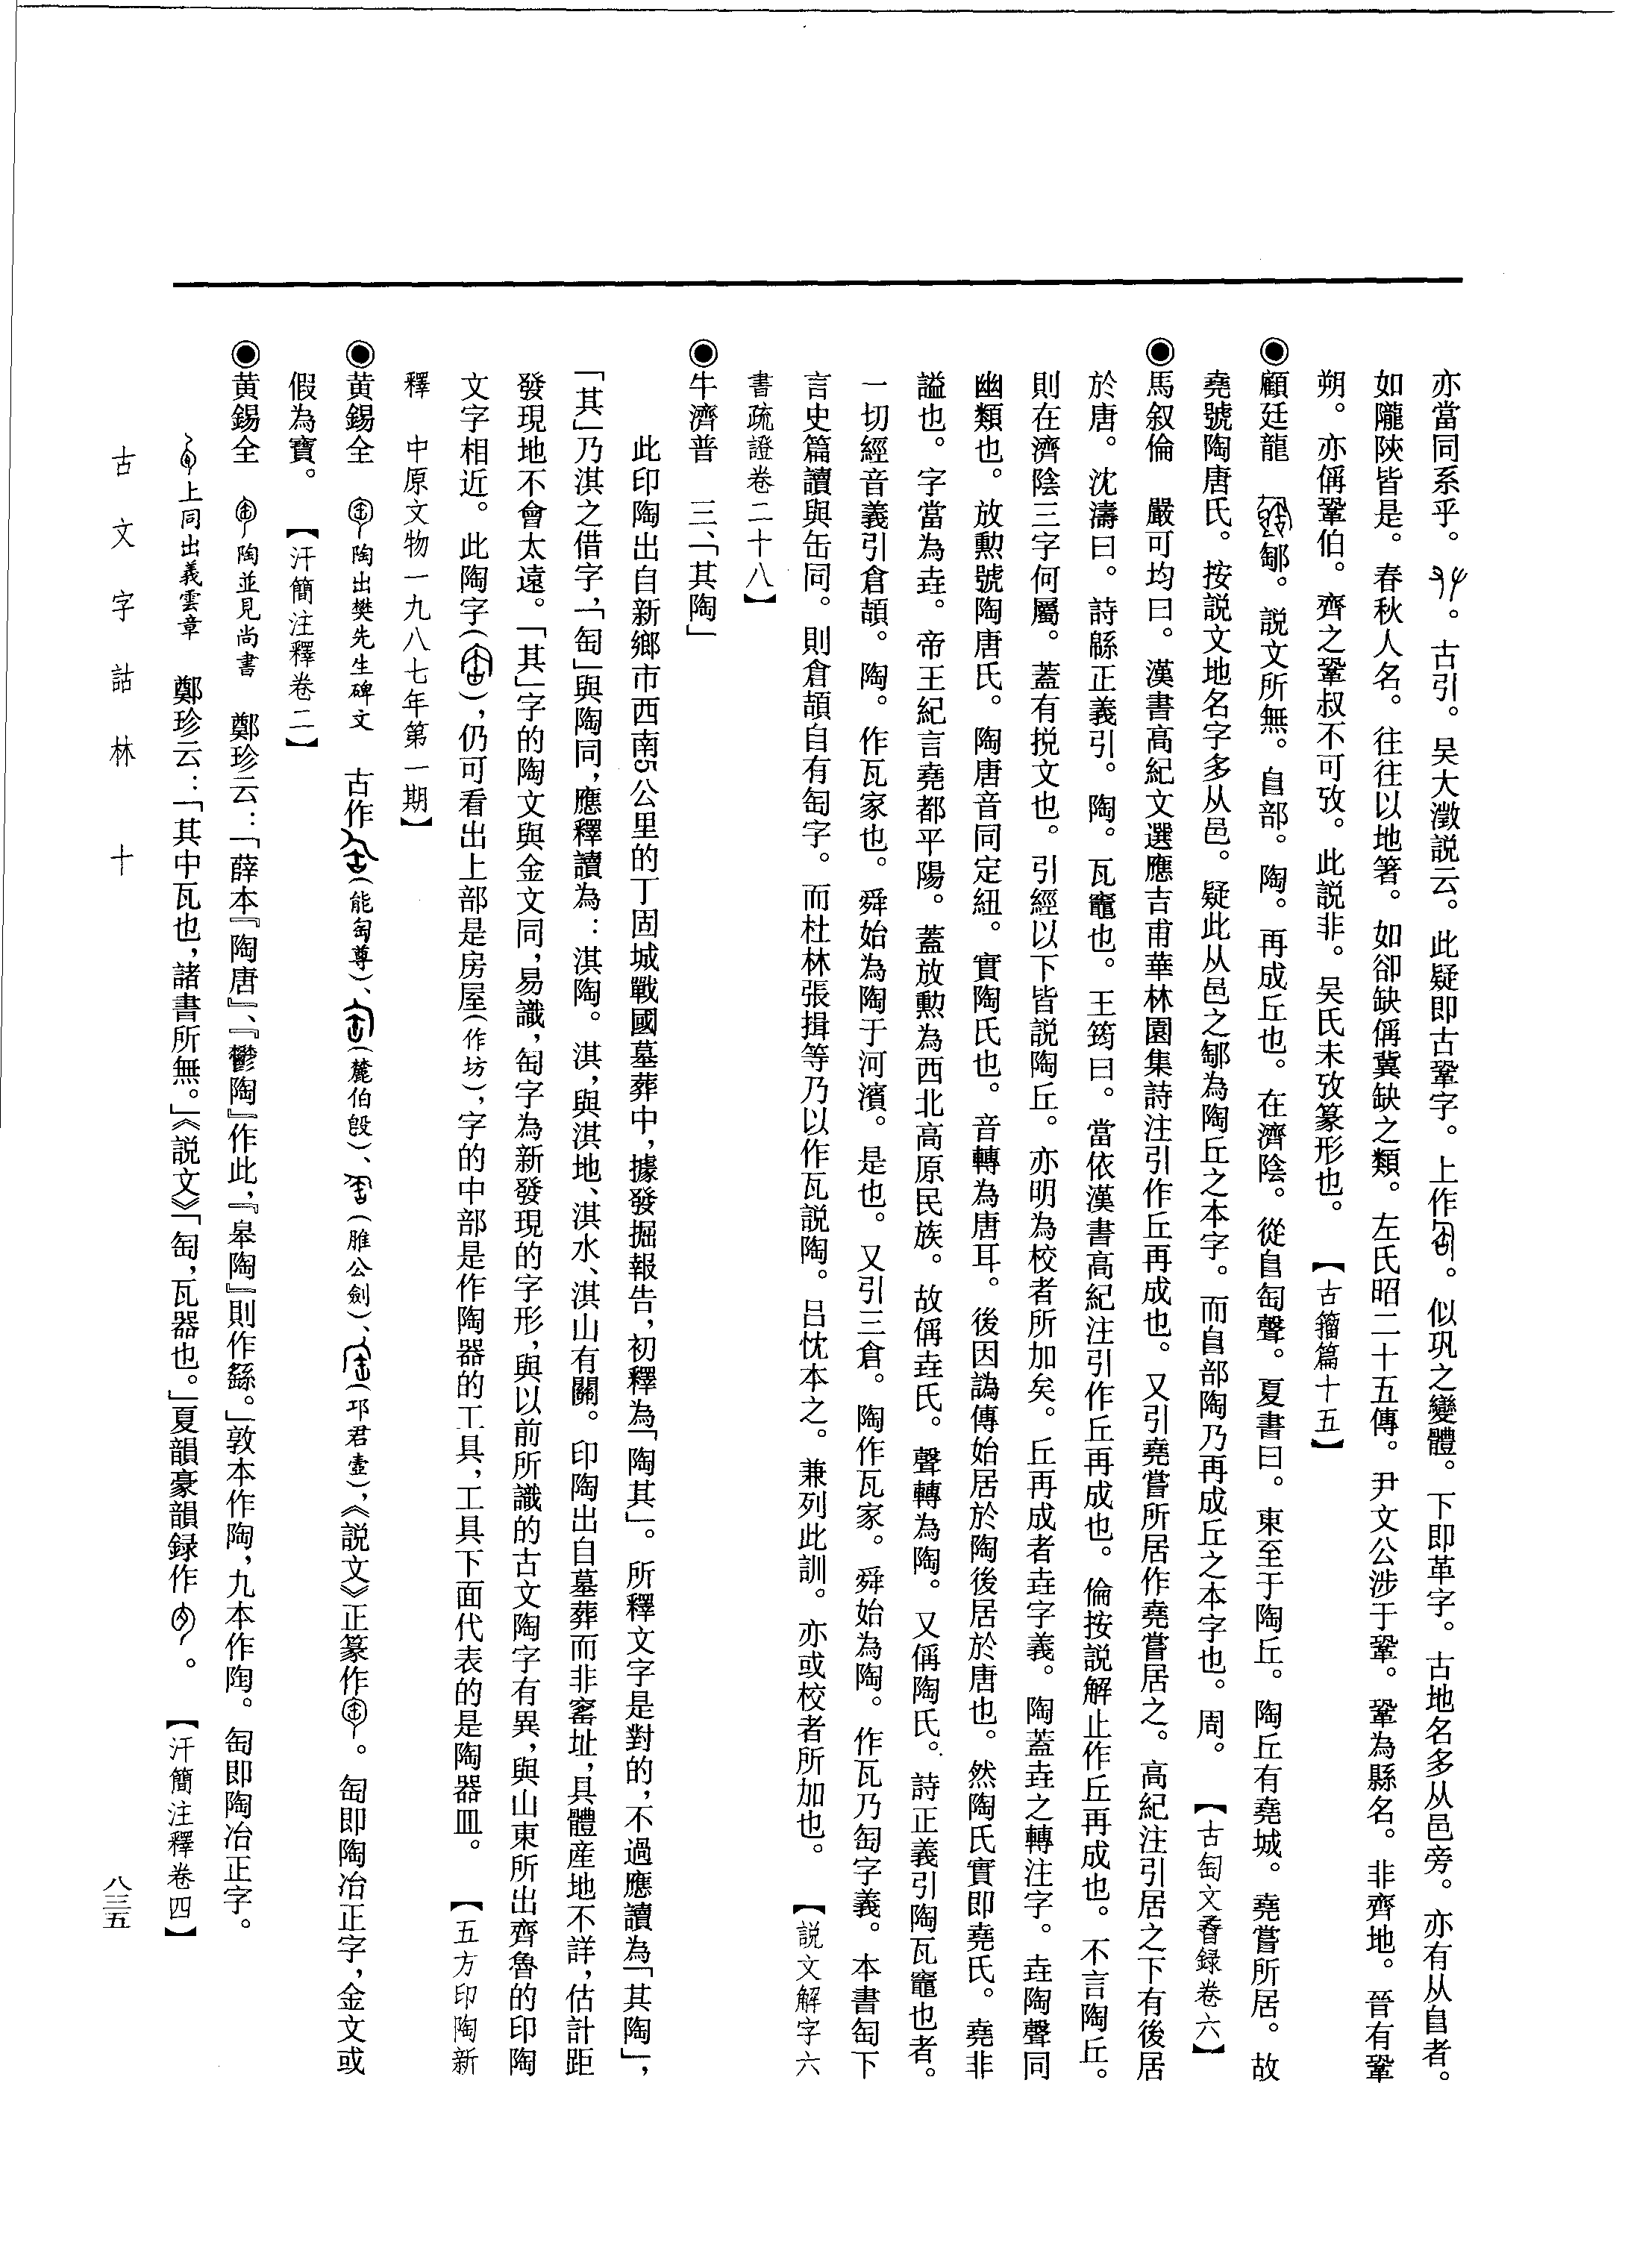 亦當同系乎。。古引。吴大澂説云。此疑即古鞏字。上作。似巩之變體。下即革字。古地名多从邑旁。亦有从𨸏者。
如隴陝皆是。春秋人名。往往以地箸。如卻缺偁冀缺之類。左氏昭二十五傳。尹文公涉于鞏。鞏為縣名。非齊地。晉有鞏
朔。亦偁鞏伯。齊之鞏叔不可攷。此説非。吴氏未攷篆形也。【古籀篇十五】
◉顧廷龍　䣱。説文所無。𨸏部。陶。再成丘也。在濟陰。從𨸏匋聲。夏書曰。東至于陶丘。陶丘有堯城。堯嘗所居。故
堯號陶唐氏。按説文地名字多从邑。疑此从邑之䣱為陶丘之本字。而𨸏部陶乃再成丘之本字也。周。【古匋文孴録卷六】
◉馬叙倫　嚴可均曰。漢書高紀文選應吉甫華林園集詩注引作丘再成也。又引堯嘗所居作堯嘗居之。高紀注引居之下有後居
於唐。沈濤曰。詩緜正義引。陶。瓦竈也。王筠曰。當依漢書高紀注引作丘再成也。倫按説解止作丘再成也。不言陶丘。
則在濟陰三字何屬。蓋有挩文也。引經以下皆説陶丘。亦明為校者所加矣。丘再成者垚字義。陶蓋垚之轉注字。垚陶聲同
幽類也。放勳號陶唐氏。陶唐音同定紐。實陶氏也。音轉為唐耳。後因譌傳始居於陶後居於唐也。然陶氏實即堯氏。堯非
謚也。字當為垚。帝王紀言堯都平陽。蓋放勲為西北高原民族。故偁垚氏。聲轉為陶。又偁陶氏。詩正義引陶瓦竈也者。
一切經音義引倉頡。陶。作瓦家也。舜始為陶于河濱。是也。又引三倉。陶作瓦家。舜始為陶。作瓦乃匋字義。本書匋下
言史篇讀與缶同。則倉頡自有匋字。而杜林張揖等乃以作瓦説陶。吕忱本之。兼列此訓。亦或校者所加也。【説文解字六
書疏證卷二十八】
◉牛濟普　三、「其陶」
此印陶出自新鄉市西南5公里的丁固城戰國墓葬中，據發掘報告，初釋為「陶其」。所釋文字是對的，不過應讀為「其陶」，
「其」乃淇之借字，「匋」與陶同，應釋讀為：淇陶。淇，與淇地、淇水、淇山有關。印陶出自墓葬而非窰址，具體産地不詳，估計距
發現地不會太遠。「其」字的陶文與金文同，易識，匋字為新發現的字形，與以前所識的古文陶字有異，與山東所出齊魯的印陶
文字相近。此陶字（），仍可看出上部是房屋（作坊），字的中部是作陶器的工具，工具下面代表的是陶器皿。【五方印陶新
釋　中原文物一九八七年第一期】
◉黄錫全　陶出樊先生碑文　古作（能匋尊）、（麓伯𣪘）、（脽公劍）、（邛君壺），《説文》正篆作。匋即陶冶正字，金文或
假為寶。【汗簡注釋卷二】
◉黄錫全　陶並見尚書　鄭珍云：「薛本『陶唐』、『鬱陶』作此，『皋陶』則作繇。」敦本作陶，九本作陶。匋即陶冶正字。
上同出義雲章　鄭珍云：「其中瓦也，諸書所無。」《説文》「匋，瓦器也。」夏韻豪韻録作。【汗簡注釋卷四】
古文字詁林　十
八三五